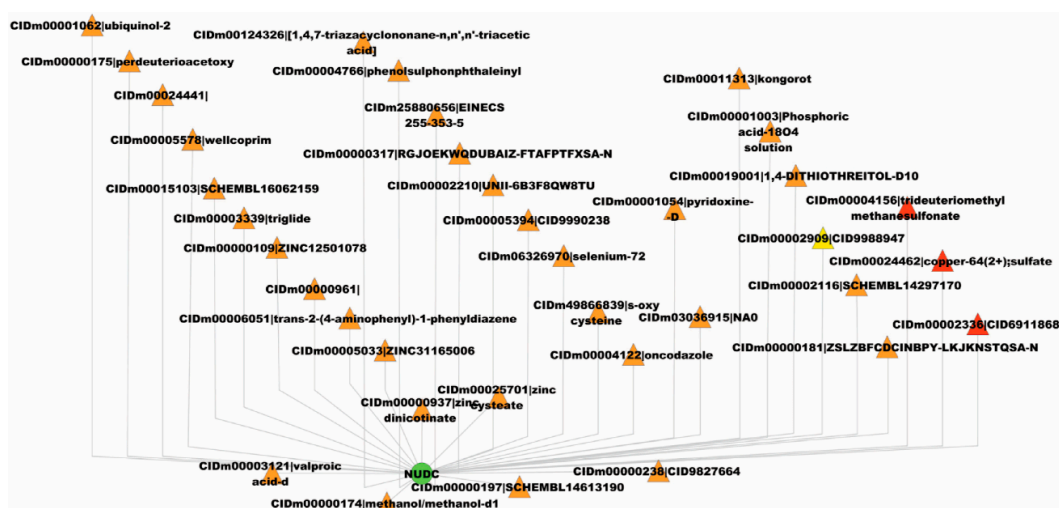 CIDm00001062|ubiquinol-2
CIDm00124326|[1,4,7-triazacyclononane-n,n',n'-triacetic
acid]
CIDm00000175|perdeuterioacetoxy
CIDm00004766|phenolsulphonphthaleinyl
CIDm00011313|kongorot
CIDm00024441|
CIDm25880656|EINECS
255-353-5
CIDm00001003|Phosphoric
acid-18O4
solution
CIDm00005578|wellcoprim
CIDm00000317|RGJOEKWQDUBAIZ-FTAFPTFXSA-N
CIDm00019001|1,4-DITHIOTHREITOL-D10
CIDm00015103|SCHEMBL16062159
CIDm00002210|UNII-6B3F8QW8TU
CIDm00001054|pyridoxine-
-D
CIDm00004156|trideuteriomethyl
methanesulfonate
CIDm00003339|triglide
CIDm00005394|CID9990238
CIDm00002909|CID9988947
CIDm00000109|ZINC12501078
CIDm06326970|selenium-72
CIDm00024462|copper-64(2+);sulfate
CIDm00000961|
CIDm00002116|SCHEMBL14297170
CIDm49866839|s-oxy
cysteine
CIDm00006051|trans-2-(4-aminophenyl)-1-phenyldiazene
CIDm03036915|NA0
CIDm00002336|CID6911868
CIDm00005033|ZINC31165006
CIDm00004122|oncodazole
CIDm00000181|ZSLZBFCDCINBPY-LKJKNSTQSA-N
CIDm00025701|zinc
cysteate
CIDm00000937|zinc
dinicotinate
CIDm00003121|valproic
acid-d
NUDC
CIDm00000238|CID9827664
CIDm00000197|SCHEMBL14613190
CIDm00000174|methanol/methanol-d1